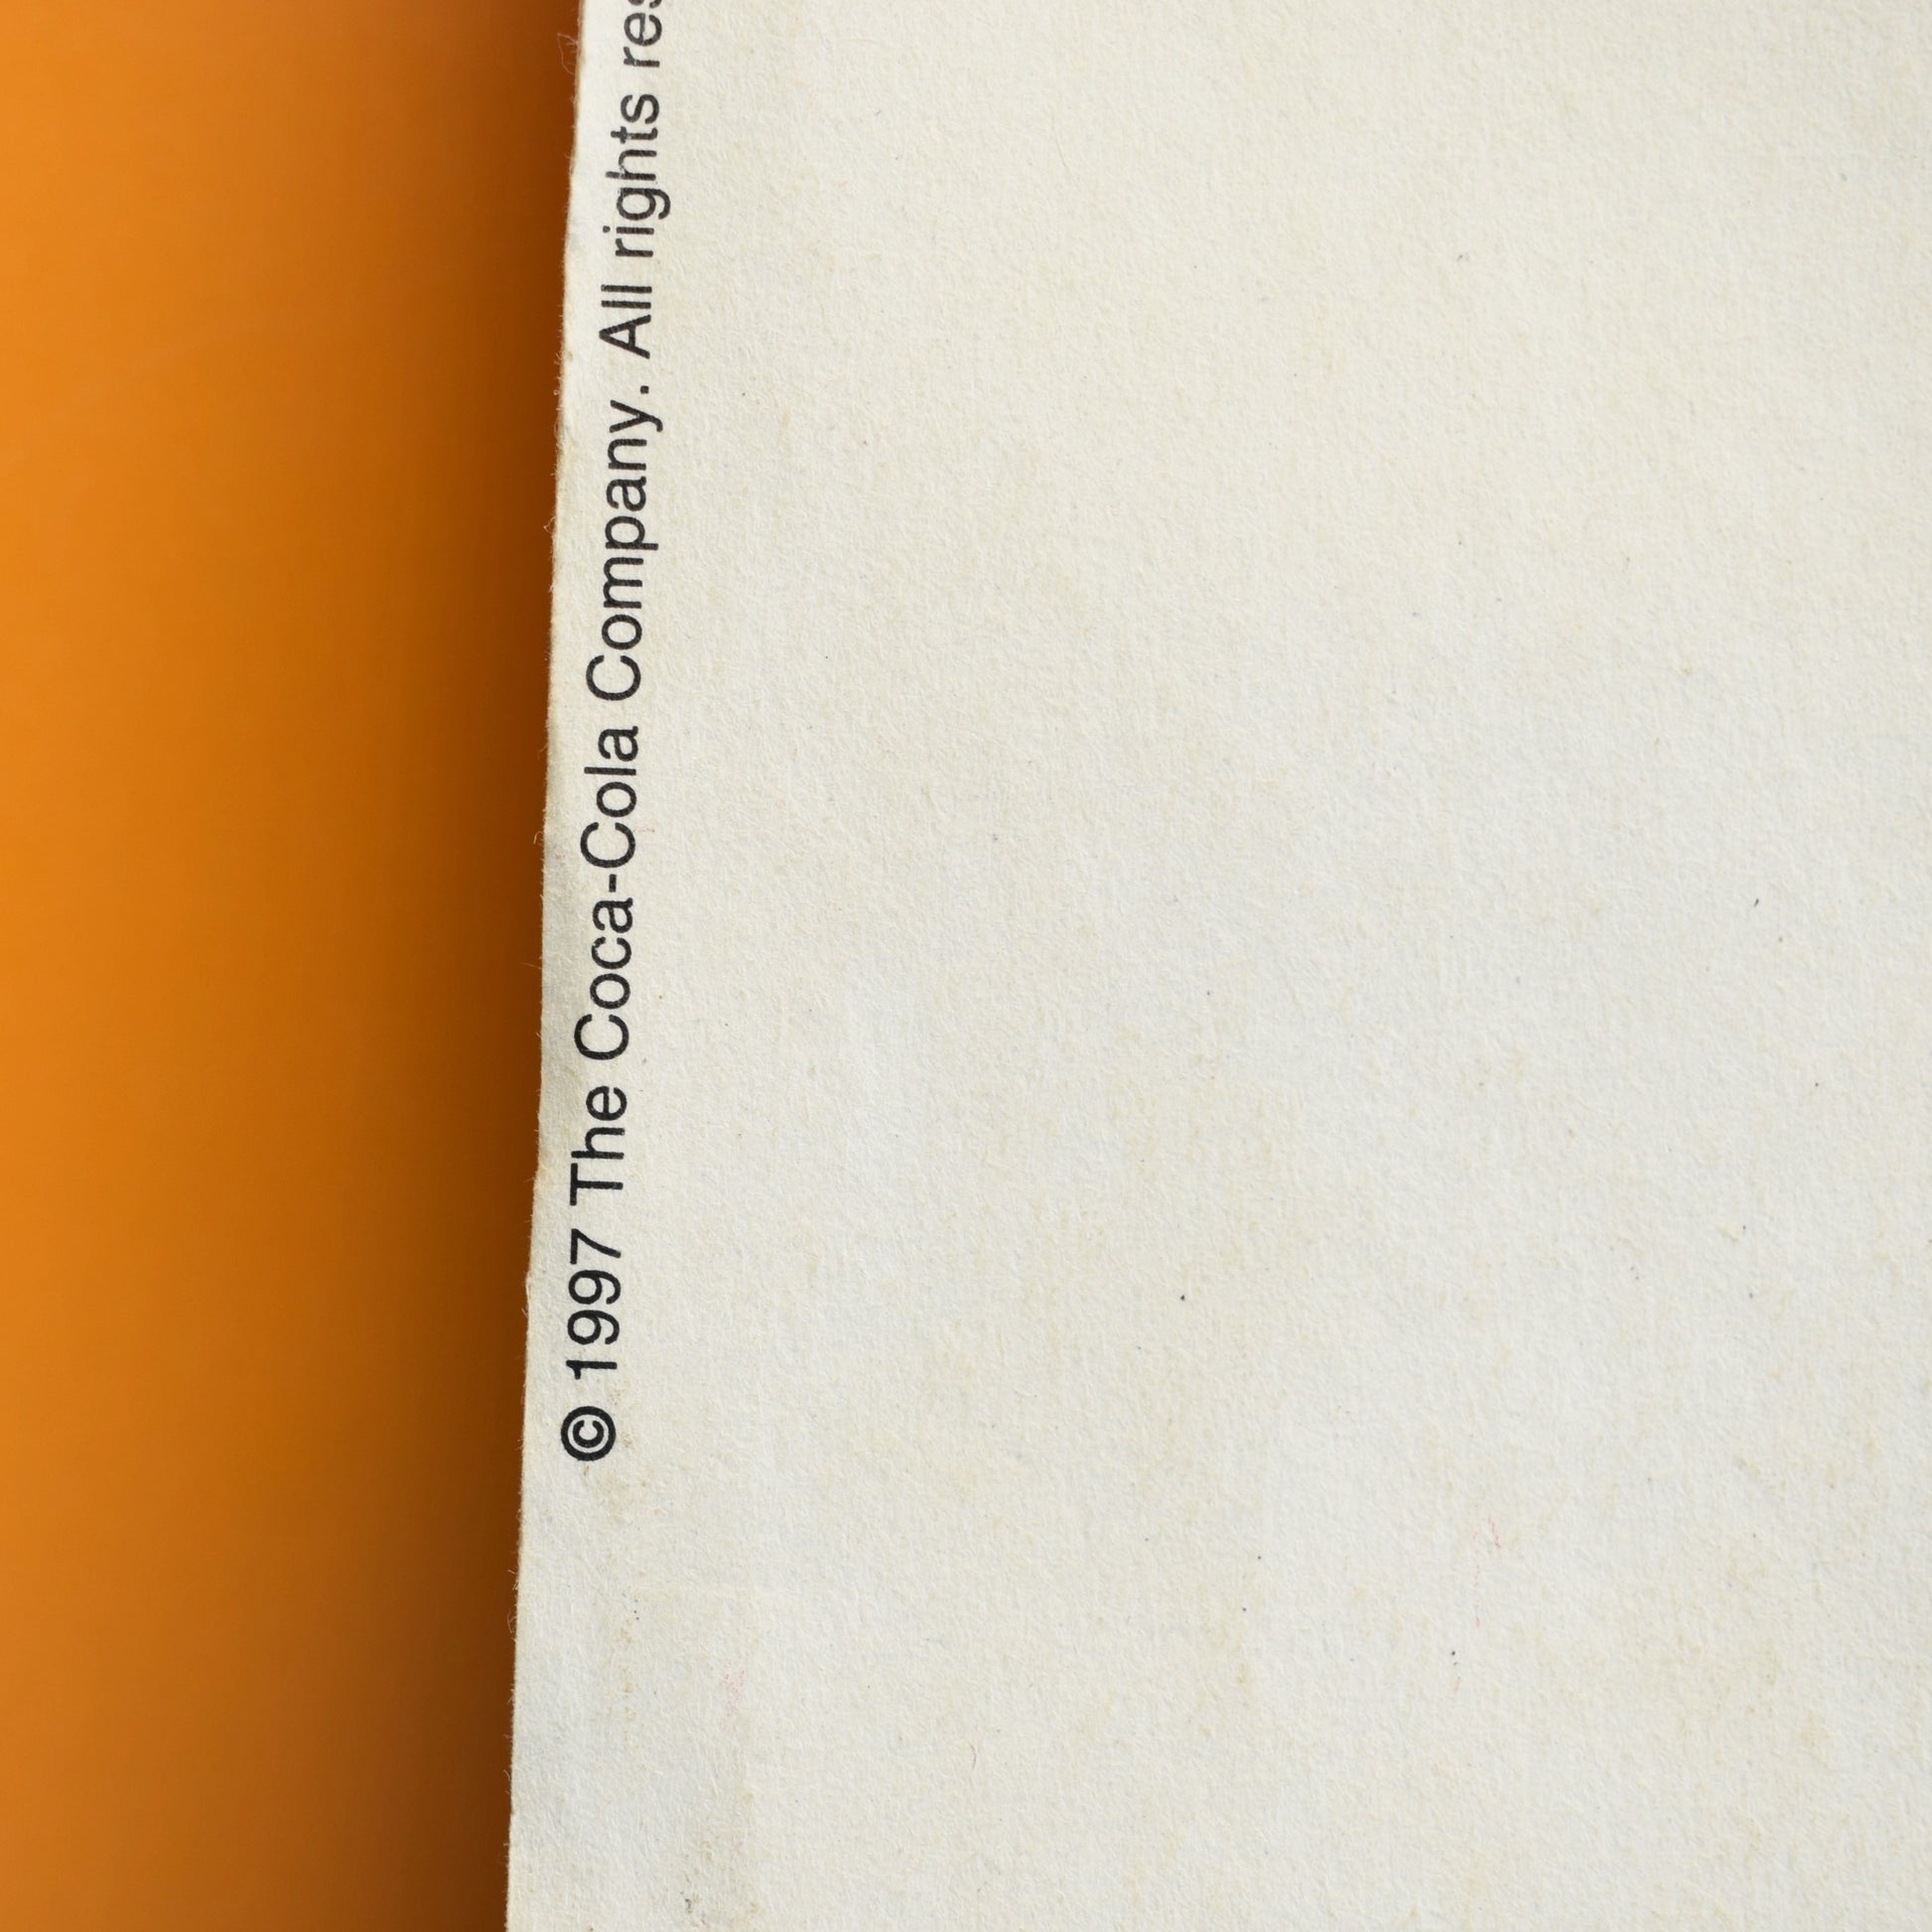 © 1997 The Coca-Cola Company. All rights res